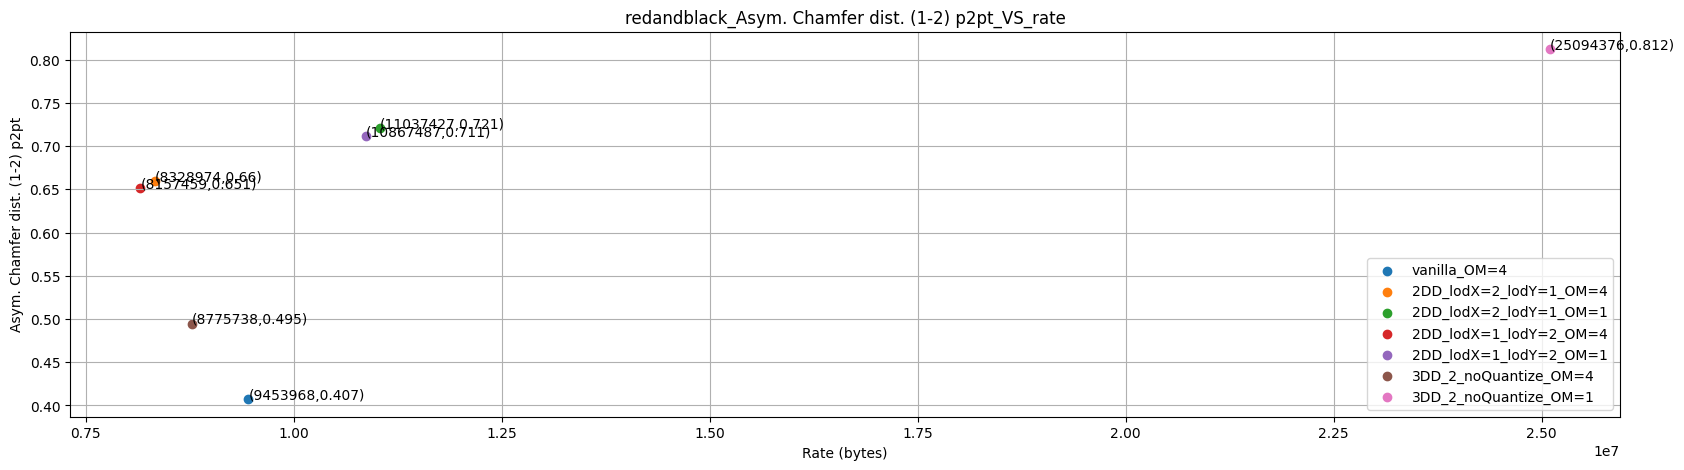 redandblack_Asym. Chamfer dist. (1-2) p2pt_VS_rate
Asym. Chamfer dist. (1-2) p2pt
0.80
0.75
0.70
0.65
0.60
0.55
0.50
0.45
0.40
(25094376,0.812)
(11037427,0.721)
(10867487,0.711)
(8328974,0.66)
(8157459,0.651)
(8775738,0.495)
(9453968,0.407)
vanilla_OM=4
2DD_lodX=2_lodY=1_OM=4
2DD_lodX=2_lodY=1_OM=1
2DD_lodX=1_lodY=2_OM=4
2DD_lodX=1_lodY=2_OM=1
3DD_2_noQuantize_OM=4
3DD_2_noQuantize_OM=1
0.75 1.00 1.25 1.50 1.75 2.00 2.25 2.50
1e7
Rate (bytes)